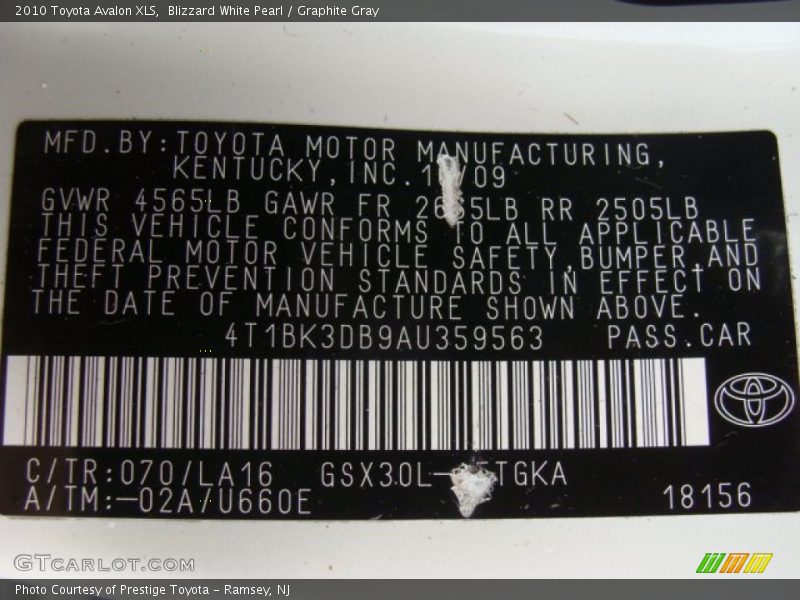 2010 Toyota Avalon XLS,  Blizzard White Pearl / Graphite Gray
MFD.BY:TOYOTA MOTOR MANUFACTURING,
KENTUCKY,INC.
GVWR 4565LB GAWR FR RR 2505LB
THIS VEHICLE CONFORMS TO ALL APPLICABLE
FEDERAL MOTOR VEHICLE SAFETY,BUMPER,AND
THEFT PREVENTION STANDARDS IN EFFECT ON
THE DATE OF MANUFACTURE SHOWN ABOVE.
4T1BK3DB9AU359563 PASS.CAR
C/TR:070/LA16
A/TM:-02A/U660E 18156
GTCARLOT.COM
Photo Courtesy of Prestige Toyota - Ramsey, NJ